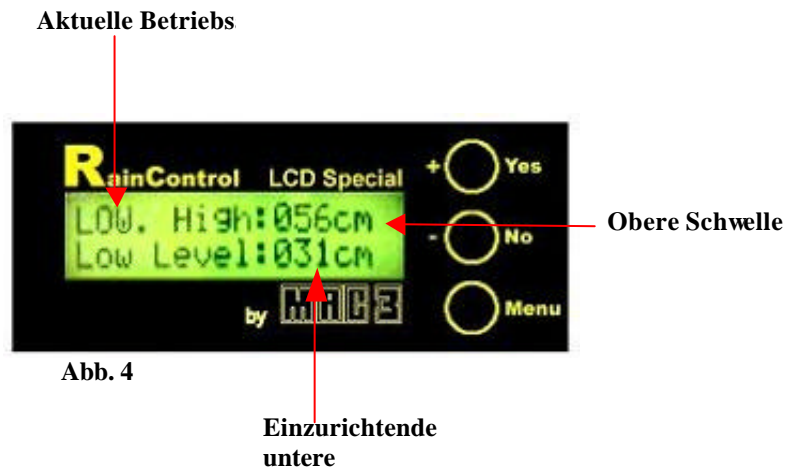 Aktuelle Betriebs
RainControl LCD Special
+ Yes
LOW. High:056cm
Obere Schwelle
- No
Low Level:031cm
by MAC3
Menu
Abb. 4
Einzurichtende
untere